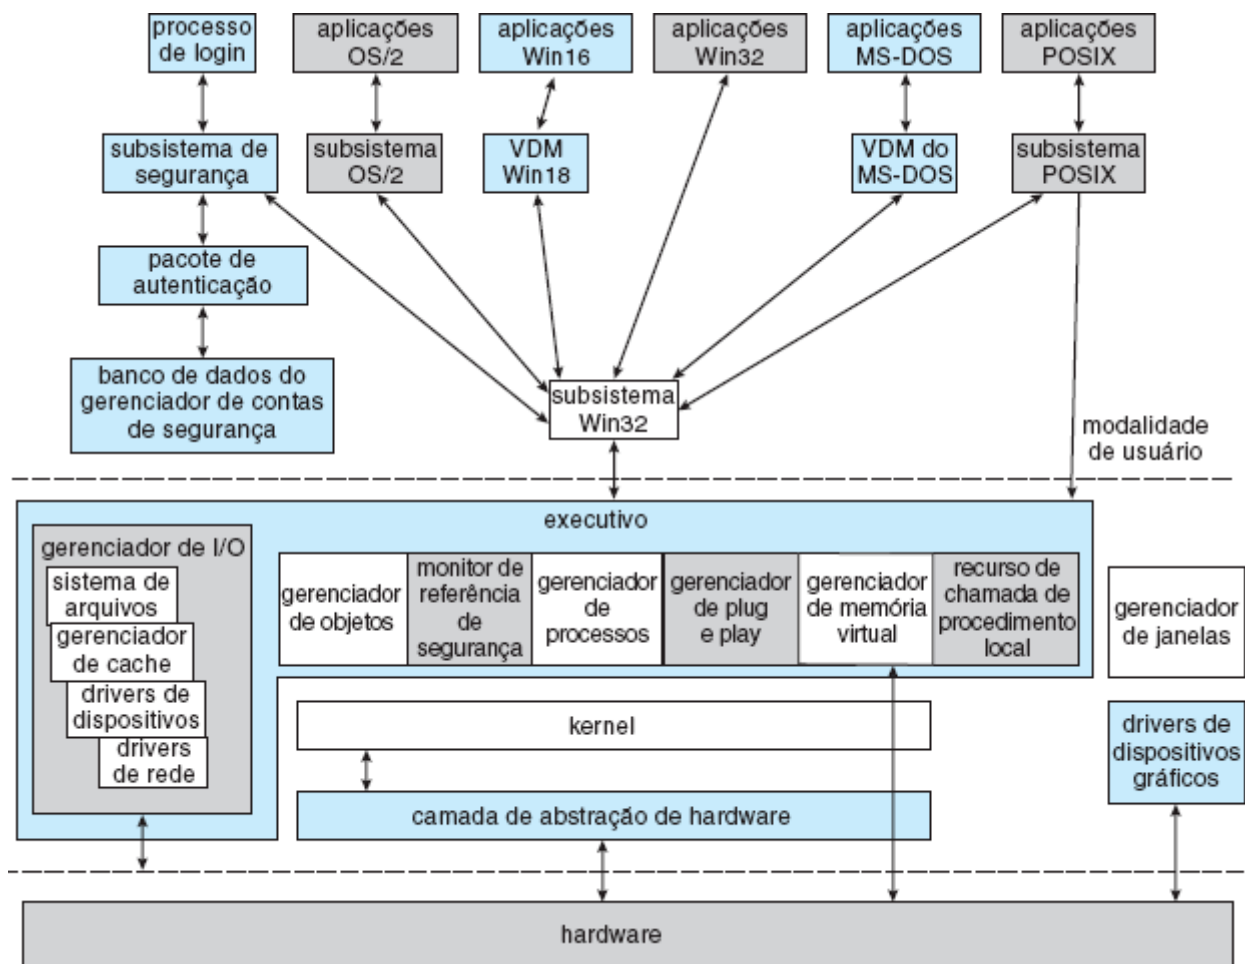 processo
de login
aplicações
OS/2
aplicações
Win16
aplicações
Win32
aplicações
MS-DOS
aplicações
POSIX
subsistema de
segurança
subsistema
OS/2
VDM
Win18
VDM do
MS-DOS
subsistema
POSIX
pacote de
autenticação
banco de dados do
gerenciador de contas
de segurança
subsistema
Win32
modalidade
de usuário
executivo
gerenciador de I/O
sistema de
arquivos
gerenciador
de cache
drivers de
dispositivos
drivers
de rede
gerenciador
de objetos
monitor de
referência
de
segurança
gerenciador
de
processos
gerenciador
de plug
e play
gerenciador
de memória
virtual
recurso de
chamada de
procedimento
local
gerenciador
de janelas
kernel
drivers de
dispositivos
gráficos
camada de abstração de hardware
hardware